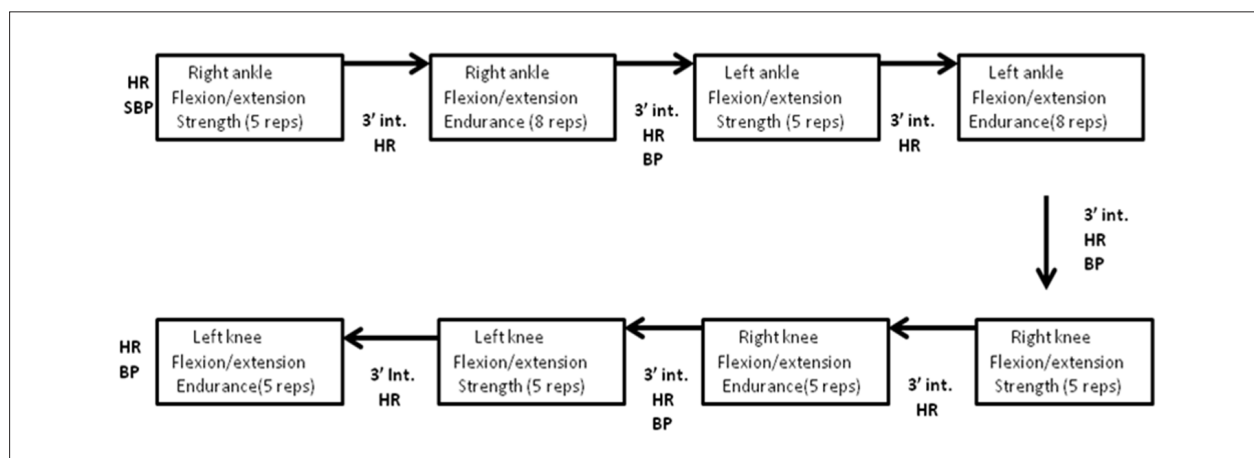 HR
SBP
Right ankle
Flexion/extension
Strength (5 reps)
3’ int.
HR
Right ankle
Flexion/extension
Endurance (8 reps)
3’ int.
HR
BP
Left ankle
Flexion/extension
Strength (5 reps)
3’ int.
HR
Left ankle
Flexion/extension
Endurance(8 reps)
3’ int.
HR
BP
Right knee
Flexion/extension
Strength (5 reps)
3’ int.
HR
Right knee
Flexion/extension
Endurance(5 reps)
3’ int.
HR
BP
Left knee
Flexion/extension
Strength (5 reps)
3’ Int.
HR
Left knee
Flexion/extension
Endurance(5 reps)
HR
BP